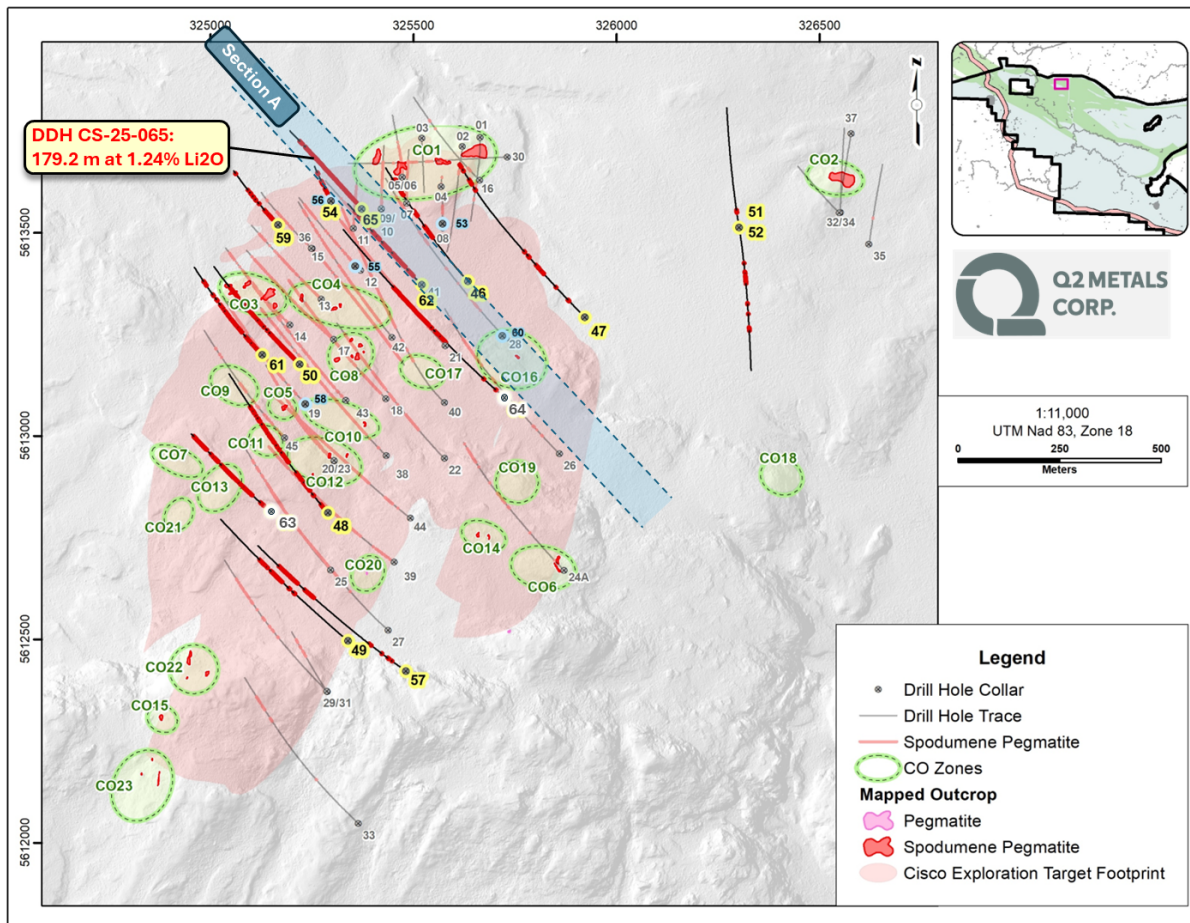 325000
325500
326000
326500
Section A
DDH CS-25-065:
179.2 m at 1.24% Li2O
N
5613500
5613000
5612500
5612000
03
01
02
CO1
30
37
CO2
05/06
04
16
07
32/34
35
56
54
65
09/
10
53
08
51
52
59
36
15
11
55
12
CO4
CO3
13
62
41
46
47
14
17
42
21
60
28
CO16
61
50
CO8
CO17
CO9
CO5
58
19
43
18
40
64
CO10
45
CO11
20/23
CO12
38
22
26
CO7
CO13
CO19
CO18
CO21
63
48
44
CO14
39
CO20
25
CO6
24A
27
49
57
CO22
29/31
CO15
CO23
33
Q2 METALS
CORP.
1:11,000
UTM Nad 83, Zone 18
0 250 500
Meters
Legend
Drill Hole Collar
Drill Hole Trace
Spodumene Pegmatite
CO Zones
Mapped Outcrop
Pegmatite
Spodumene Pegmatite
Cisco Exploration Target Footprint